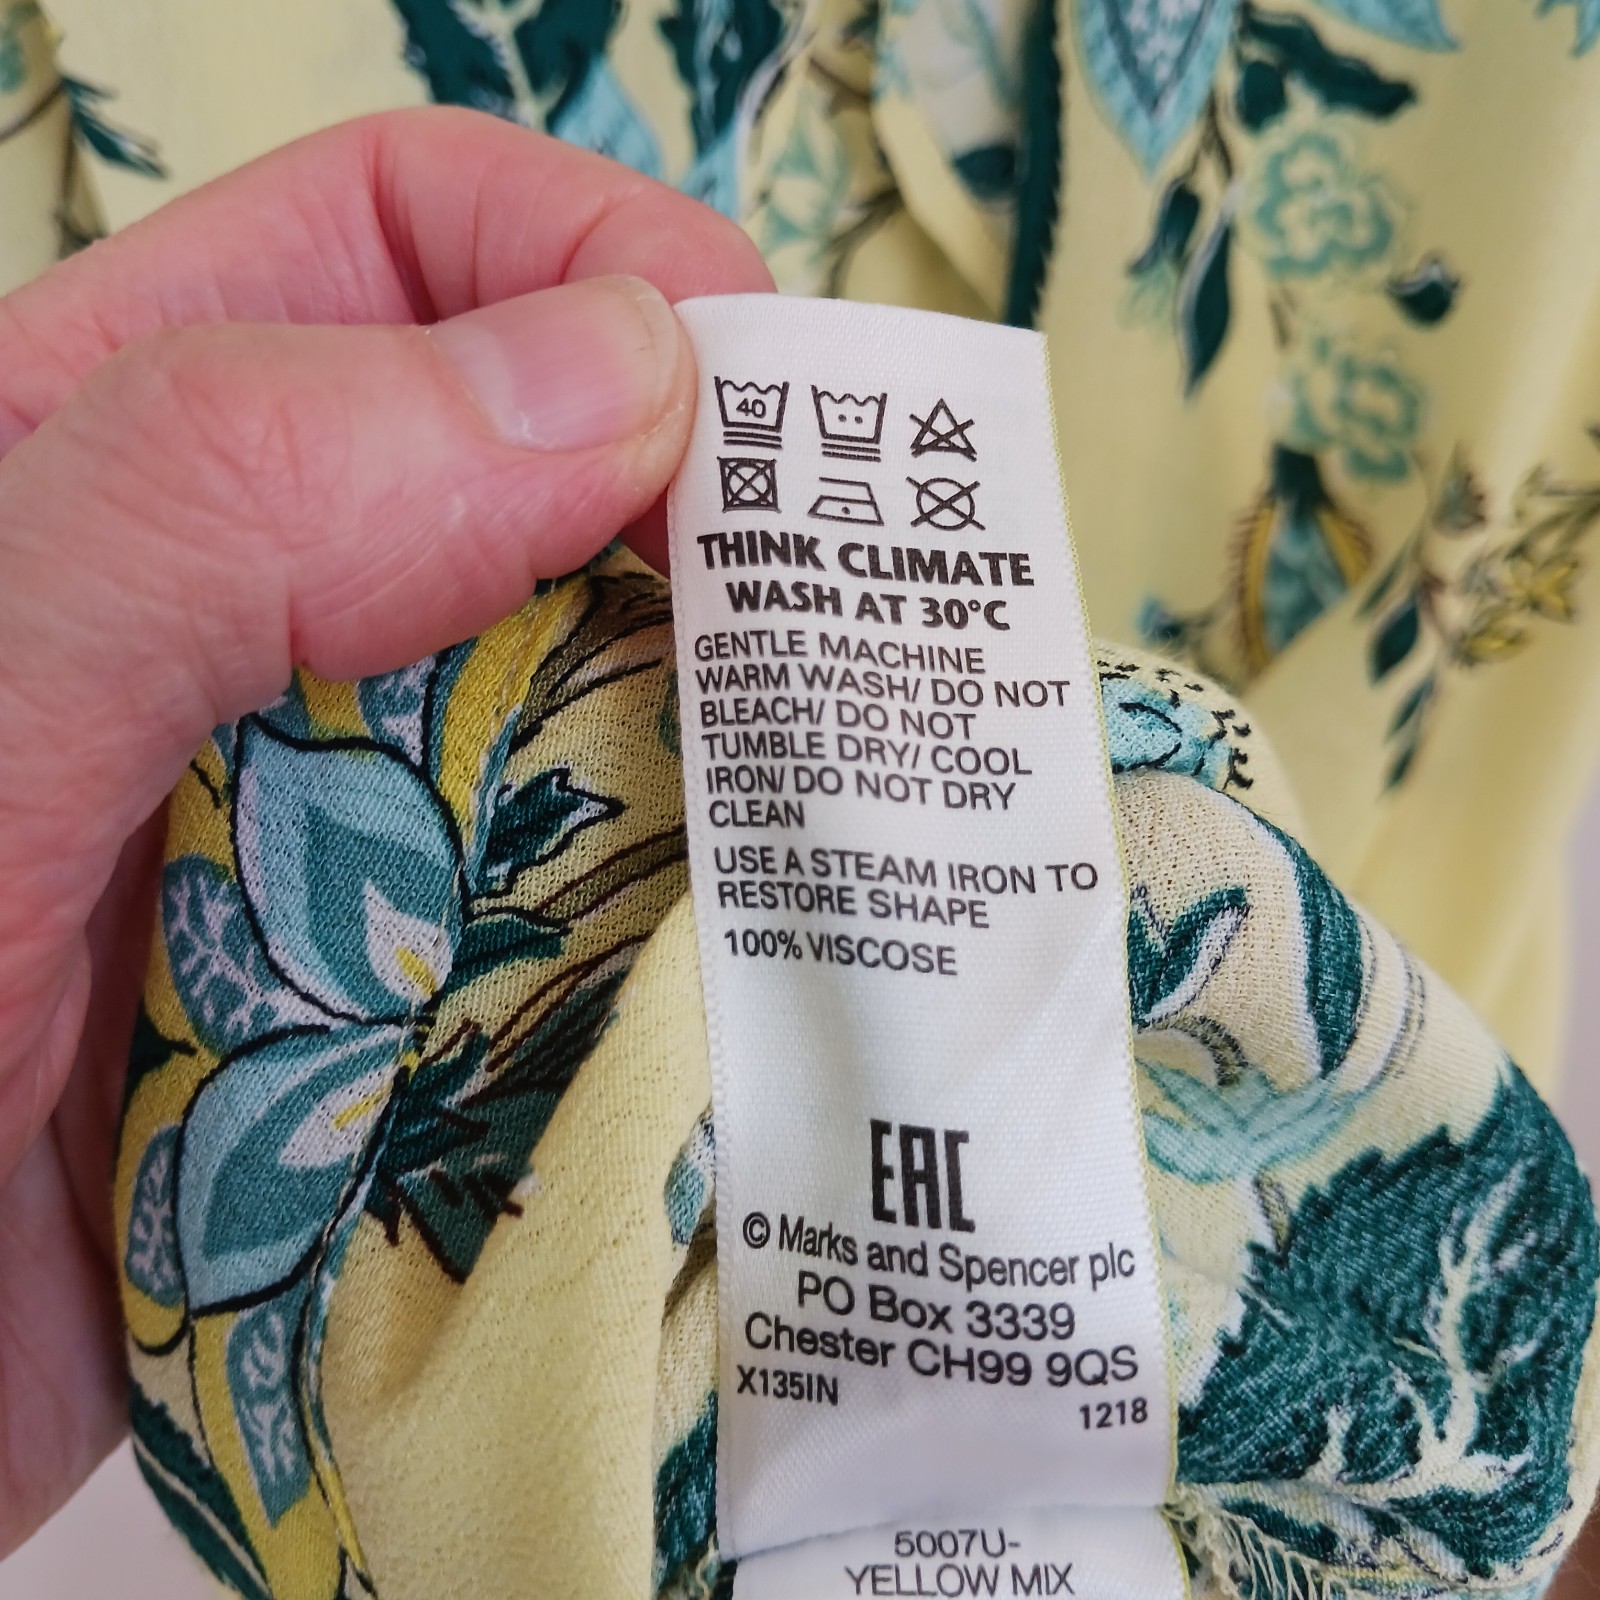 40
THINK CLIMATE
WASH AT 30°C
GENTLE MACHINE
WARM WASH/ DO NOT
BLEACH/ DO NOT
TUMBLE DRY/ COOL
IRON/ DO NOT DRY
CLEAN
USE A STEAM IRON TO
RESTORE SHAPE
100% VISCOSE
EAC
© Marks and Spencer plc
PO Box 3339
Chester CH99 9QS
X135IN
1218
5007U-
YELLOW MIX